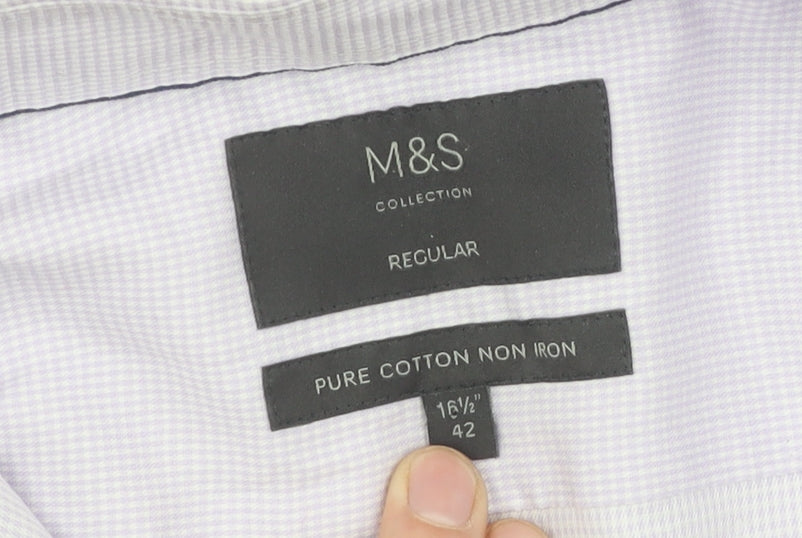 M&S
COLLECTION
REGULAR
PURE COTTON NON IRON
16½"
42